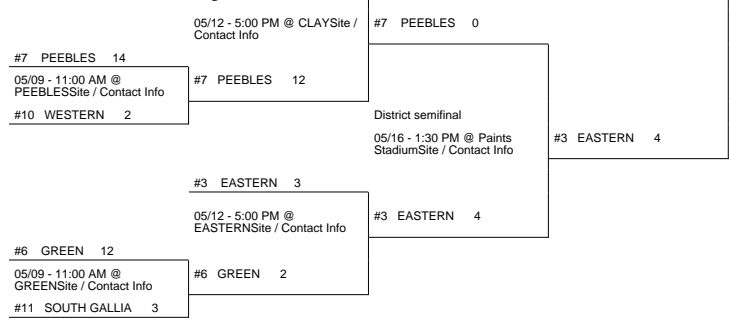 05/12 - 5:00 PM @ CLAYSite /
Contact Info
#7 PEEBLES 0
#7 PEEBLES 14
05/09 - 11:00 AM @
PEEBLESSite / Contact Info
#7 PEEBLES 12
#10 WESTERN 2
District semifinal
05/16 - 1:30 PM @ Paints
StadiumSite / Contact Info
#3 EASTERN 4
#3 EASTERN 3
05/12 - 5:00 PM @
EASTERNSite / Contact Info
#3 EASTERN 4
#6 GREEN 12
05/09 - 11:00 AM @
GREENSite / Contact Info
#6 GREEN 2
#11 SOUTH GALLIA 3